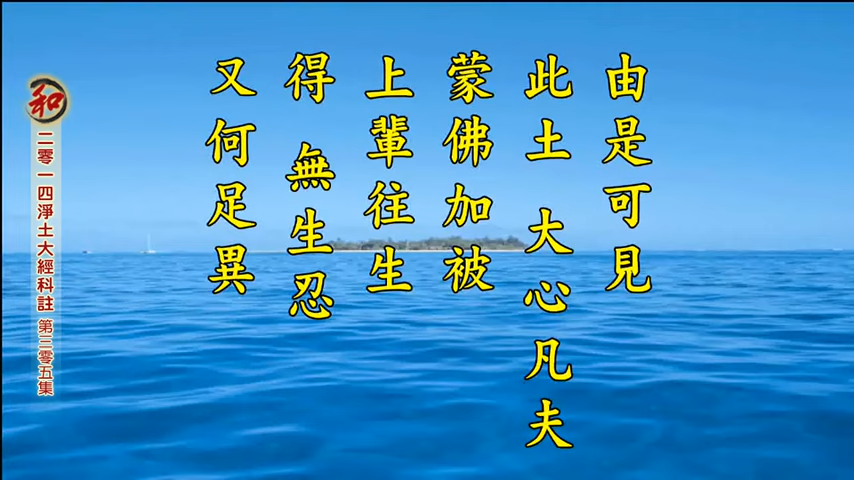 由是可見
此土 大心凡夫
蒙佛加被
上輩往生
得 無生忍
又何足異
和
二零一四淨土大經科註 第三零五集